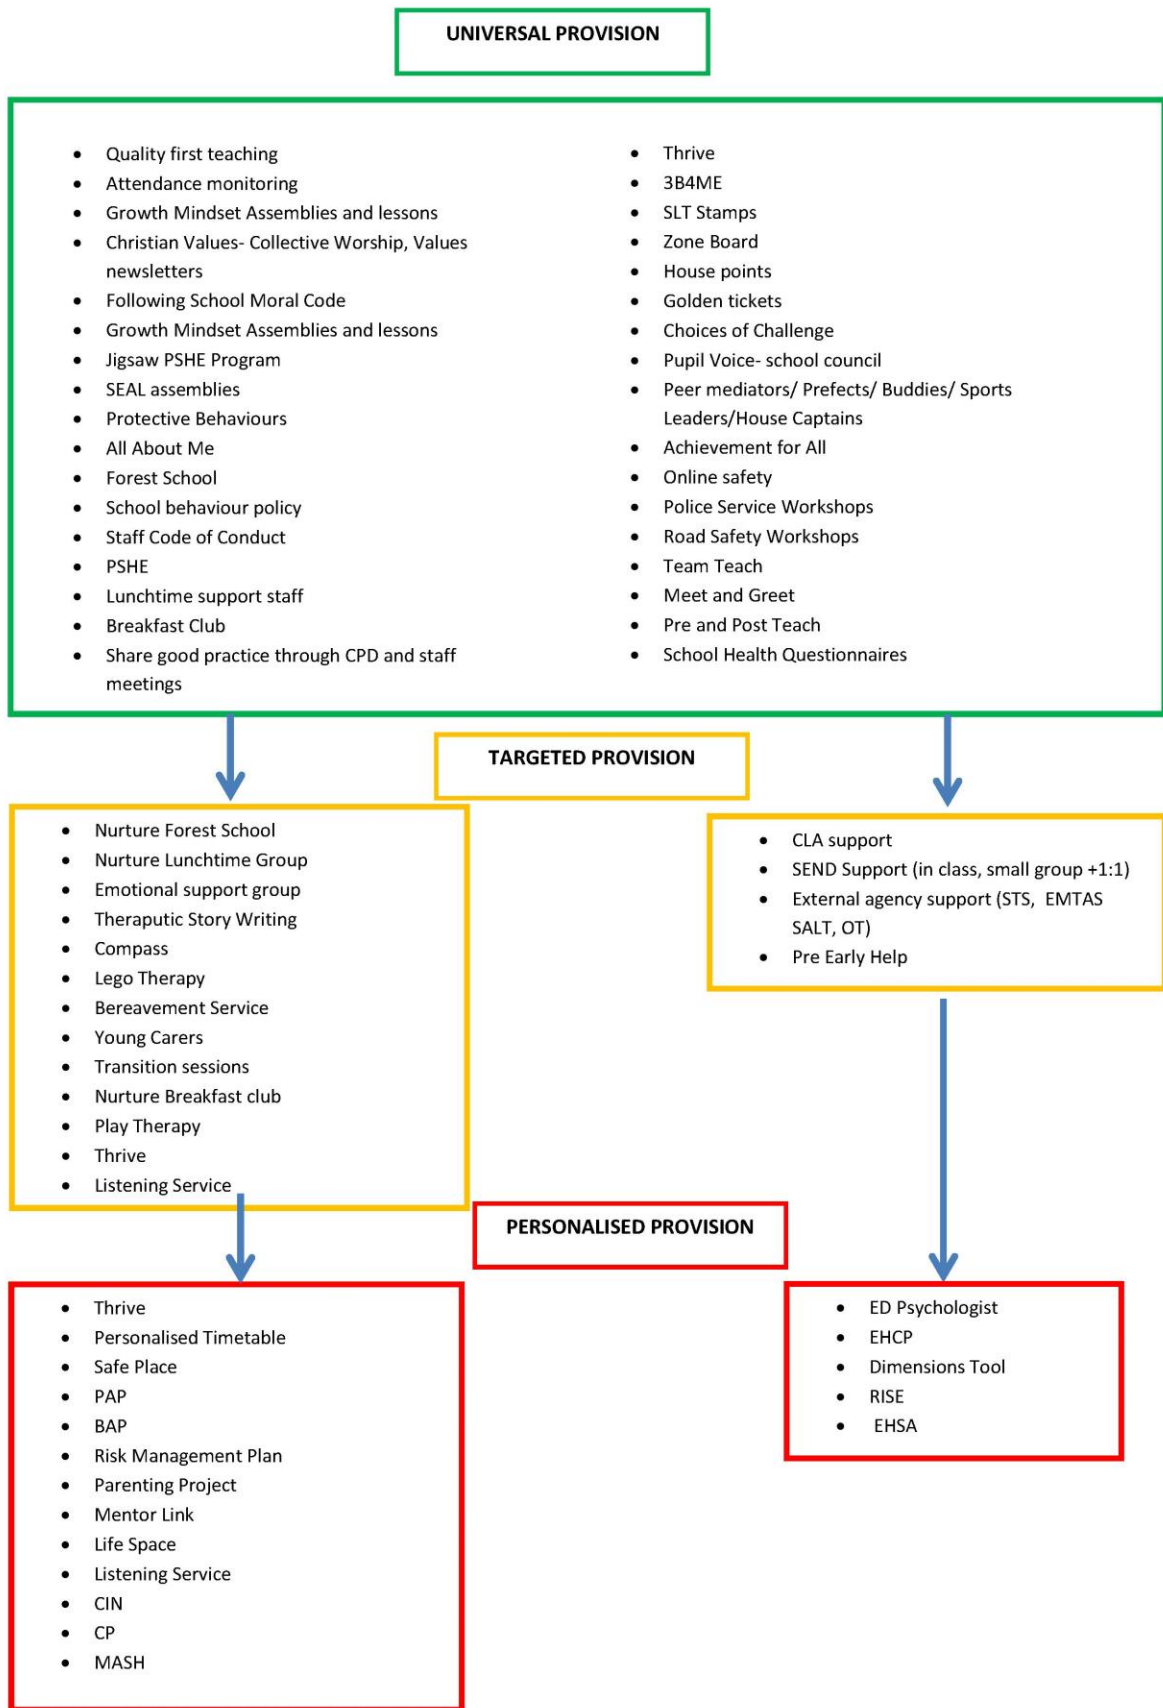 UNIVERSAL PROVISION
• Quality first teaching
• Attendance monitoring
• Growth Mindset Assemblies and lessons
• Christian Values- Collective Worship, Values
newsletters
• Following School Moral Code
• Growth Mindset Assemblies and lessons
• Jigsaw PSHE Program
• SEAL assemblies
• Protective Behaviours
• All About Me
• Forest School
• School behaviour policy
• Staff Code of Conduct
• PSHE
• Lunchtime support staff
• Breakfast Club
• Share good practice through CPD and staff
meetings
• Thrive
• 3B4ME
• SLT Stamps
• Zone Board
• House points
• Golden tickets
• Choices of Challenge
• Pupil Voice- school council
• Peer mediators/ Prefects/ Buddies/ Sports
Leaders/House Captains
• Achievement for All
• Online safety
• Police Service Workshops
• Road Safety Workshops
• Team Teach
• Meet and Greet
• Pre and Post Teach
• School Health Questionnaires
TARGETED PROVISION
• Nurture Forest School
• Nurture Lunchtime Group
• Emotional support group
• Theraputic Story Writing
• Compass
• Lego Therapy
• Bereavement Service
• Young Carers
• Transition sessions
• Nurture Breakfast club
• Play Therapy
• Thrive
• Listening Service
• CLA support
• SEND Support (in class, small group +1:1)
• External agency support (STS, EMTAS
SALT, OT)
• Pre Early Help
PERSONALISED PROVISION
• Thrive
• Personalised Timetable
• Safe Place
• PAP
• BAP
• Risk Management Plan
• Parenting Project
• Mentor Link
• Life Space
• Listening Service
• CIN
• CP
• MASH
• ED Psychologist
• EHCP
• Dimensions Tool
• RISE
• EHSA